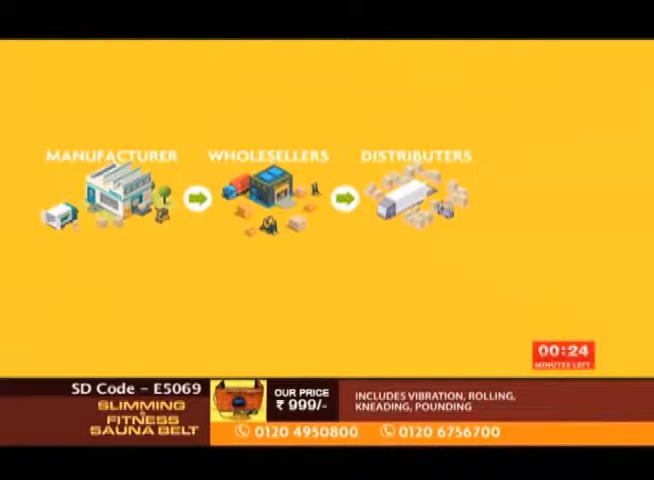 MANUFACTURER WHOLESELLERS DISTRIBUTERS
00:24
MINUTES LEFT
SD Code - E5069
SLIMMING
&
FITNESS
SAUNA BELT
OUR PRICE
₹ 999/-
INCLUDES VIBRATION, ROLLING,
KNEADING, POUNDING
0120 4950800 0120 6756700